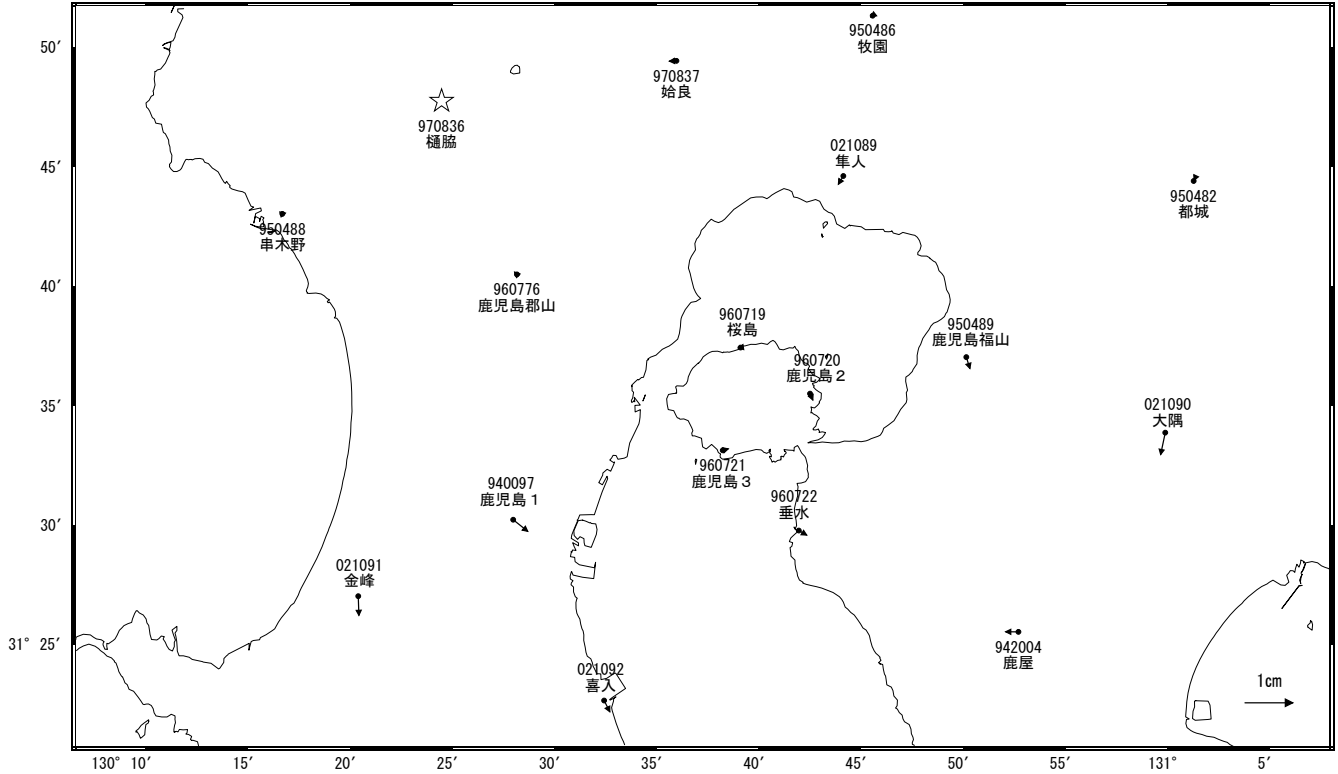 50′
950486
牧園
970837
姶良
970836
樋脇
45′
021089
隼人
950482
都城
950488
串木野
40′
960776
鹿児島郡山
960719
桜島
950489
鹿児島福山
960720
鹿児島２
35′
021090
大隅
960721
鹿児島３
940097
鹿児島１
960722
垂水
30′
021091
金峰
31° 25′
942004
鹿屋
021092
喜入
1cm
130° 10′ 15′ 20′ 25′ 30′ 35′ 40′ 45′ 50′ 55′ 131° 5′